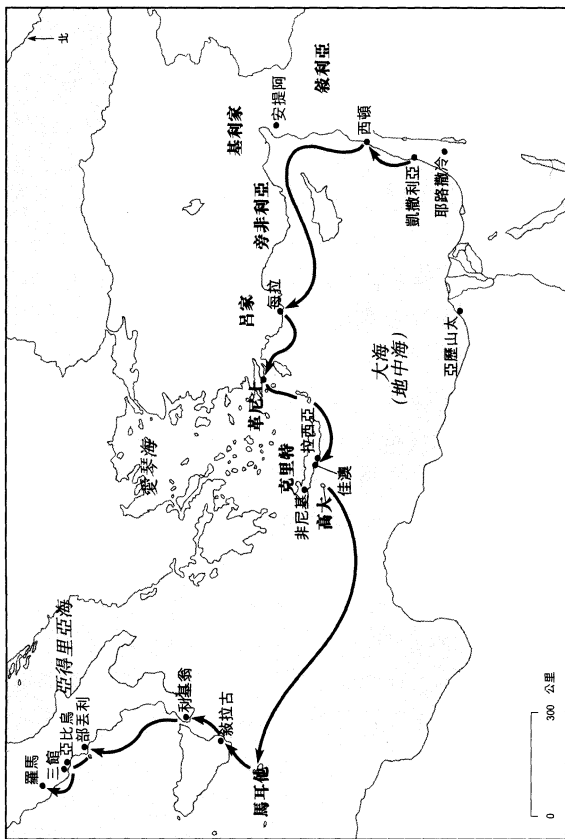 北
羅馬
三館
亞比烏
部丟利
亞得里亞海
利基翁
敍拉古
馬耳他
愛琴海
革尼土
克里特
非尼基
高大
拉西亞
佳澳
呂家
每拉
旁非利亞
基利家
安提阿
敍利亞
西頓
凱撒利亞
耶路撒冷
大海
(地中海)
亞歷山太
0 300 公里